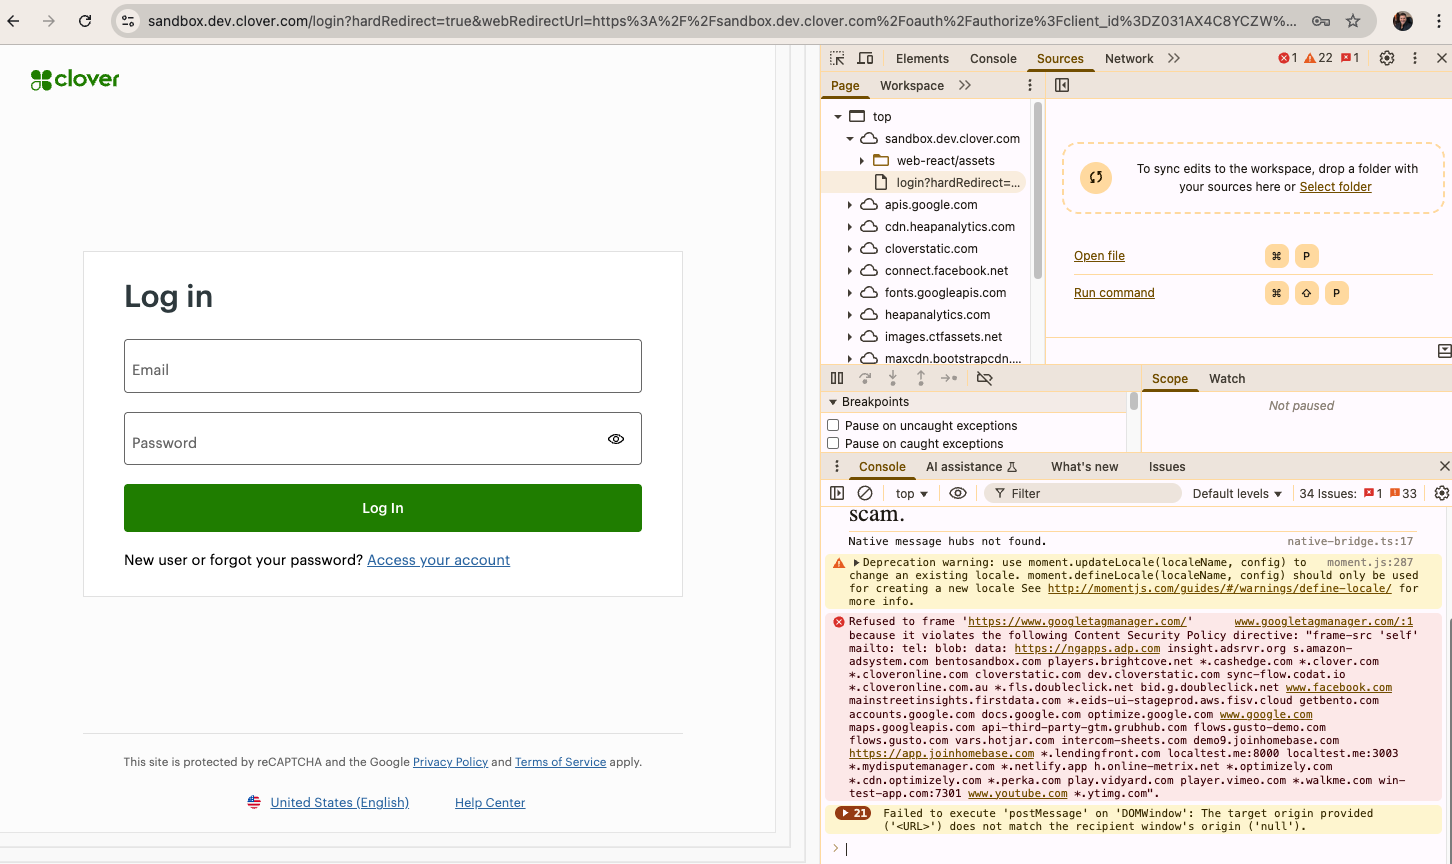 sandbox.dev.clover.com/login?hardRedirect=true&webRedirectUrl=https%3A%2F%2Fsandbox.dev.clover.com%2Foauth%2Fauthorize%3Fclient_id%3DZ031AX4C8YCZW%...
clover
Log in
Email
Password
Log In
New user or forgot your password? Access your account
This site is protected by reCAPTCHA and the Google Privacy Policy and Terms of Service apply.
United States (English) Help Center
Elements Console Sources Network 1 22 1
Page Workspace
top
sandbox.dev.clover.com
web-react/assets
login?hardRedirect=...
apis.google.com
cdn.heapanalytics.com
cloverstatic.com
connect.facebook.net
fonts.googleapis.com
heapanalytics.com
images.ctfassets.net
maxcdn.bootstrapcdn....
To sync edits to the workspace, drop a folder with
your sources here or Select folder
Open file ⌘ P
Run command ⌘ ⇧ P
Breakpoints
Pause on uncaught exceptions
Pause on caught exceptions
Scope Watch
Not paused
Console AI assistance What's new Issues
top Filter Default levels 34 Issues: 1 33
scam.
Native message hubs not found. native-bridge.ts:17
Deprecation warning: use moment.updateLocale(localeName, config) to moment.js:287
change an existing locale. moment.defineLocale(localeName, config) should only be used
for creating a new locale See http://momentjs.com/guides/#/warnings/define-locale/ for
more info.
Refused to frame 'https://www.googletagmanager.com/' www.googletagmanager.com/:1
because it violates the following Content Security Policy directive: "frame-src 'self'
mailto: tel: blob: data: https://ngapps.adp.com insight.adsrvr.org s.amazon-
adsystem.com bentosandbox.com players.brightcove.net *.cashedge.com *.clover.com
*.cloveronline.com cloverstatic.com dev.cloverstatic.com sync-flow.codat.io
*.cloveronline.com.au *.fls.doubleclick.net bid.g.doubleclick.net www.facebook.com
mainstreetinsights.firstdata.com *.eids-ui-stageprod.aws.fisv.cloud getbento.com
accounts.google.com docs.google.com optimize.google.com www.google.com
maps.googleapis.com api-third-party-gtm.grubhub.com flows.gusto-demo.com
flows.gusto.com vars.hotjar.com intercom-sheets.com demo9.joinhomebase.com
https://app.joinhomebase.com *.lendingfront.com localtest.me:8000 localtest.me:3003
*.mydisputemanager.com *.netlify.app h.online-metrix.net *.optimizely.com
*.cdn.optimizely.com *.perka.com play.vidyard.com player.vimeo.com *.walkme.com win-
test-app.com:7301 www.youtube.com *.ytimg.com".
21 Failed to execute 'postMessage' on 'DOMWindow': The target origin provided
('<URL>') does not match the recipient window's origin ('null').